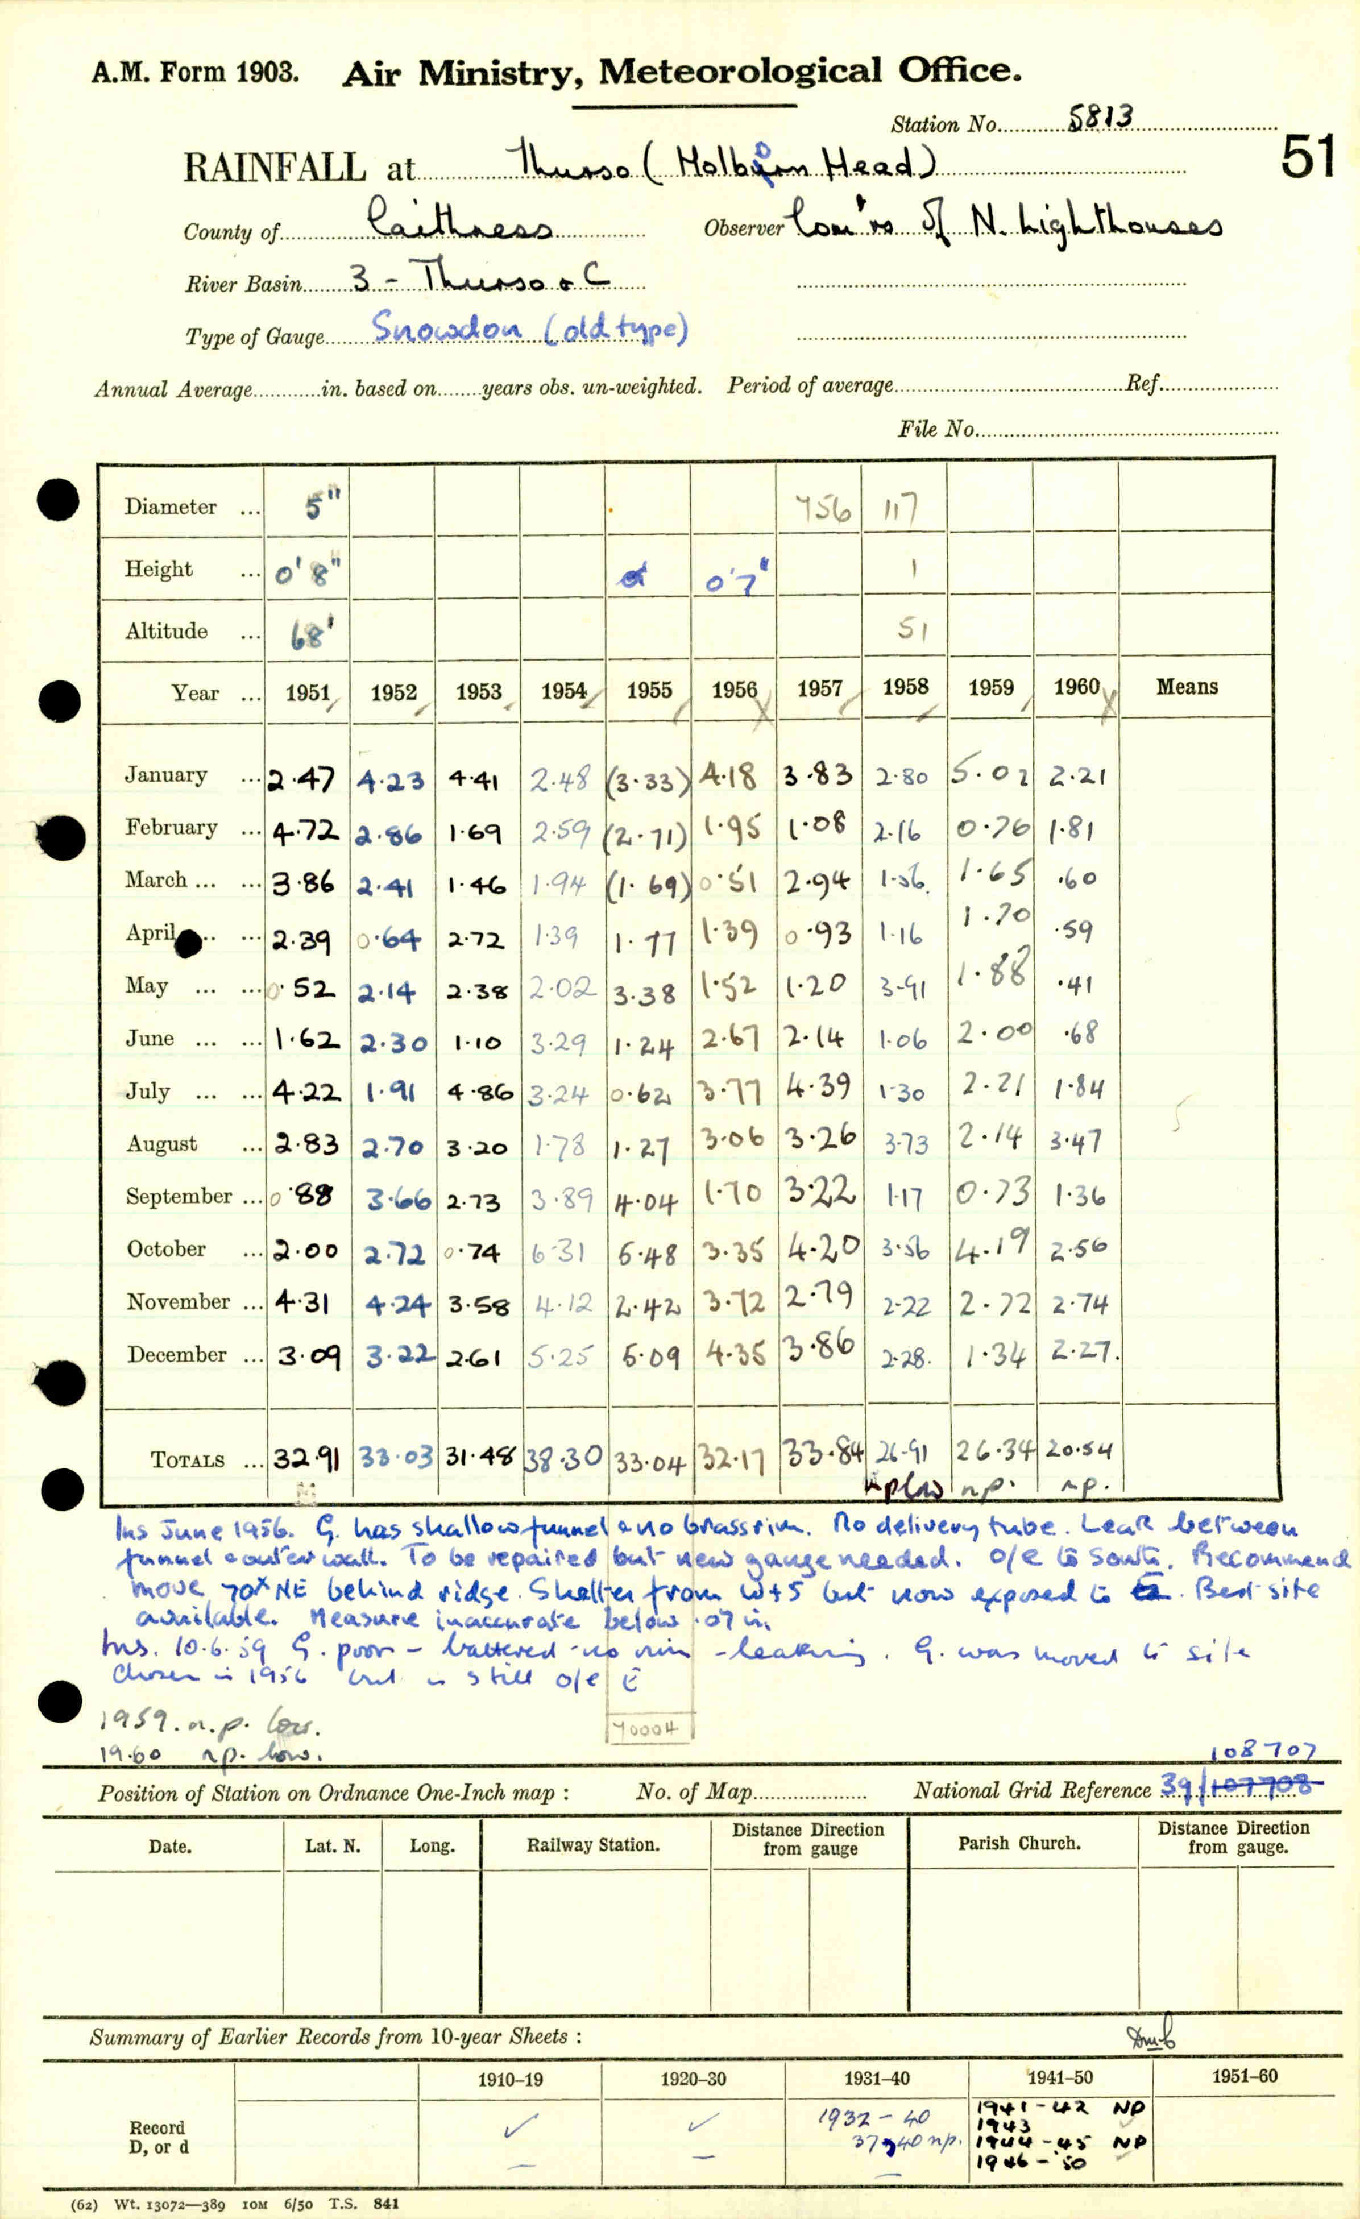 A.M. Form 1903. Air Ministry, Meteorological Office.
Station No. 5813
51
RAINFALL at Thurso (Holborn Head)
County of Caithness Observer Com'rs of N. Lighthouses
River Basin 3 - Thurso & C
Type of Gauge Snowdon (old type)
Annual Average in. based on years obs. un-weighted. Period of average Ref.
File No.
Diameter ... 5" 756 117
Height ... 0'8" 0'7" 1
Altitude ... 68' 51
Year ... 1951 1952 1953 1954 1955 1956 1957 1958 1959 1960 Means
January ... 2.47 4.23 4.41 2.48 (3.33) 4.18 3.83 2.80 5.02 2.21
February ... 4.72 2.86 1.69 2.59 (2.71) 1.95 1.08 2.16 0.76 1.81
March ... ... 3.86 2.41 1.46 1.94 (1.69) 0.51 2.94 1.56 1.65 .60
April ... ... 2.39 0.64 2.72 1.39 1.77 1.39 0.93 1.16 1.70 .59
May ... ... 0.52 2.14 2.38 2.02 3.38 1.52 1.20 3.91 1.88 .41
June ... ... 1.62 2.30 1.10 3.29 1.24 2.67 2.14 1.06 2.00 .68
July ... ... 4.22 1.91 4.86 3.24 0.62 3.77 4.39 1.30 2.21 1.84
August ... 2.83 2.70 3.20 1.78 1.27 3.06 3.26 3.73 2.14 3.47
September ... 0.88 3.66 2.73 3.89 4.04 1.70 3.22 1.17 0.73 1.36
October ... 2.00 2.72 0.74 6.31 5.48 3.35 4.20 3.56 4.19 2.56
November ... 4.31 4.24 3.58 4.12 2.42 3.72 2.79 2.22 2.72 2.74
December ... 3.09 3.22 2.61 5.25 5.09 4.35 3.86 2.28. 1.34 2.27.
TOTALS ... 32.91 33.03 31.48 38.30 33.04 32.17 33.84 26.91 26.34 20.54
np low n.p. n.p.
Ins June 1956. G. has shallow funnel & no brass rim. No delivery tube. Leak between
funnel & outer wall. To be repaired but new gauge needed. o/e to south. Recommend
move 70x NE behind ridge. Shelter from W+S but now exposed to E. Best site
available. Measure inaccurate below .07 in.
Ins. 10.6.59 G. poor - battered - no rim - leaking. G. was moved to site
chosen in 1956 but is still o/e E
1959. n.p. low.
1960 n.p. low.
70004
108707
Position of Station on Ordnance One-Inch map : No. of Map National Grid Reference 39/107708
Date. Lat. N. Long. Railway Station. Distance Direction from gauge Parish Church. Distance Direction from gauge.
Summary of Earlier Records from 10-year Sheets :
1910–19 1920–30 1931–40 1941–50 1951–60
Record
D, or d
✓ ✓ 1932 - 40
37, 40 n.p.
1941-42 NP
1943 ✓
1944-45 NP
1946-50 ✓
(62) Wt. 13072—389 10M 6/50 T.S. 841